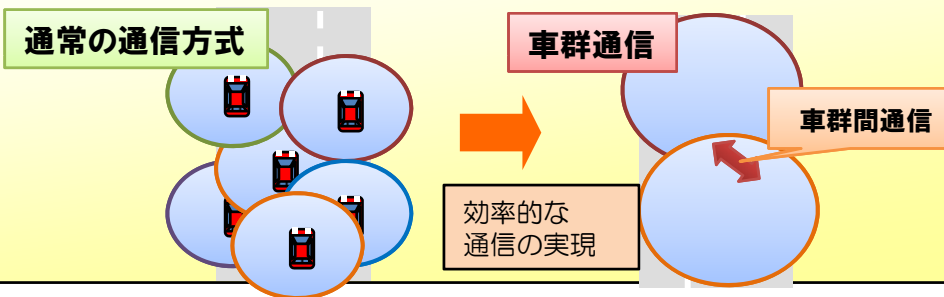 通常の通信方式
車群通信
車群間通信
効率的な
通信の実現